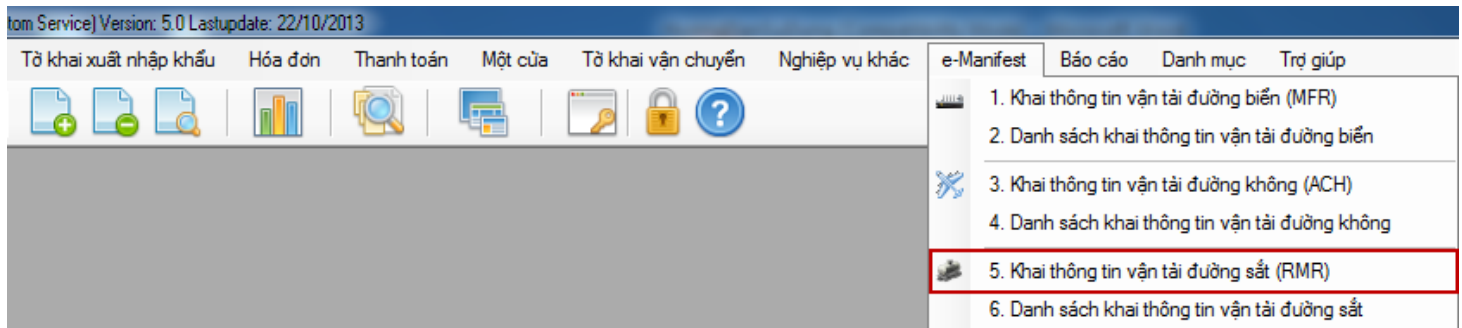 tom Service) Version: 5.0 Lastupdate: 22/10/2013
Tờ khai xuất nhập khẩu Hóa đơn Thanh toán Một cửa Tờ khai vận chuyển Nghiệp vụ khác e-Manifest Báo cáo Danh mục Trợ giúp
1. Khai thông tin vận tải đường biển (MFR)
2. Danh sách khai thông tin vận tải đường biển
3. Khai thông tin vận tải đường không (ACH)
4. Danh sách khai thông tin vận tải đường không
5. Khai thông tin vận tải đường sắt (RMR)
6. Danh sách khai thông tin vận tải đường sắt